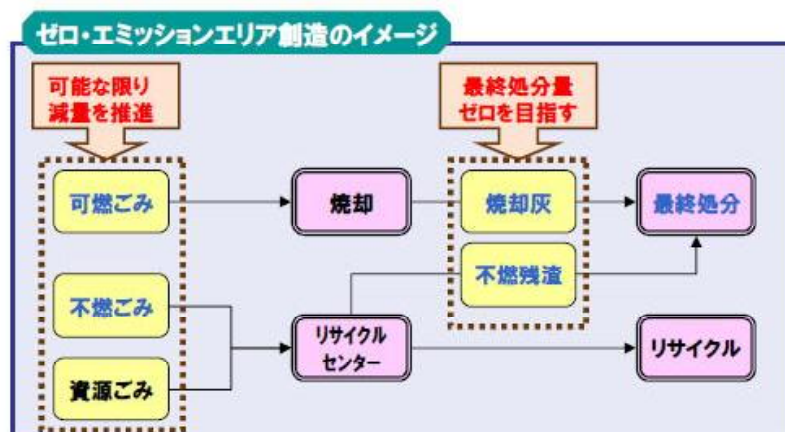 ゼロ・エミッションエリア創造のイメージ
可能な限り
減量を推進
最終処分量
ゼロを目指す
可燃ごみ
焼却
焼却灰
最終処分
不燃残渣
不燃ごみ
リサイクル
センター
リサイクル
資源ごみ